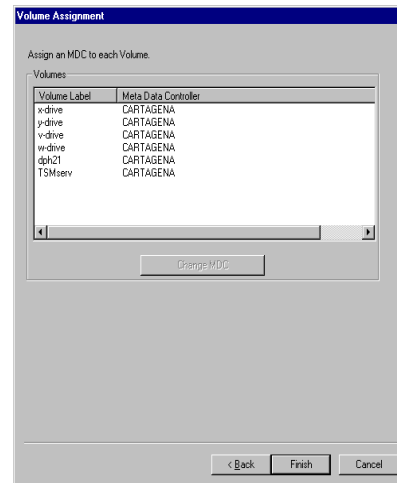 Volume Assignment
Assign an MDC to each Volume.
Volumes
Volume Label Meta Data Controller
x-drive CARTAGENA
y-drive CARTAGENA
v-drive CARTAGENA
w-drive CARTAGENA
dph21 CARTAGENA
TSMserv CARTAGENA
Change MDC
< Back Finish Cancel